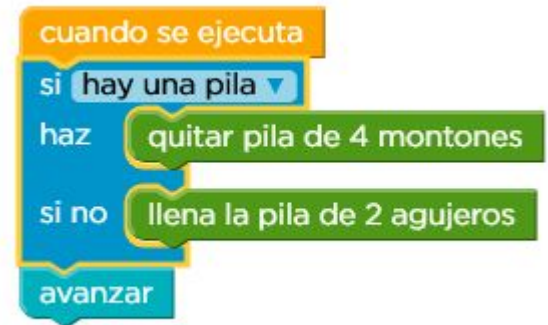 cuando se ejecuta
si hay una pila
haz quitar pila de 4 montones
si no llena la pila de 2 agujeros
avanzar